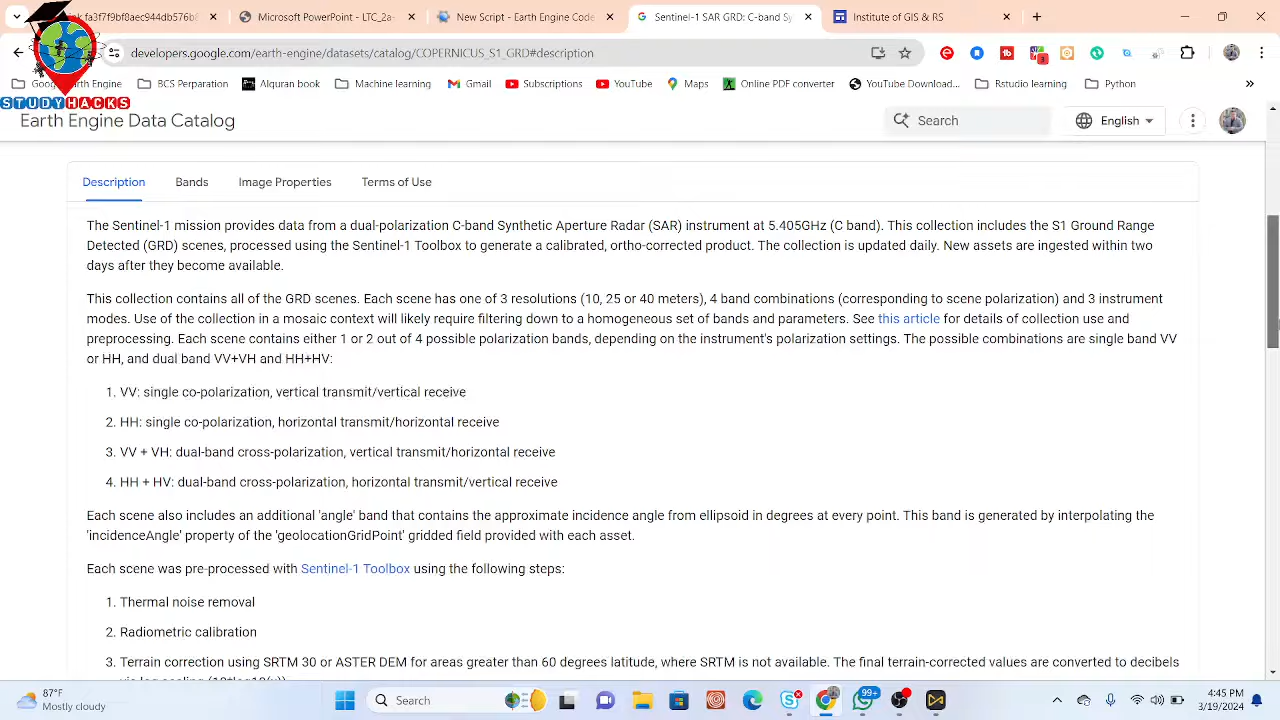 nk fa3f7f9b3c944db576b8
Microsoft PowerPoint - LTC_2a-
Earth Engine Code
Sentinel-1 SAR GRD: C-band Sy
Institute of GIS &
developers.google.com/earth-engine/datasets/catalog/COPERNICUS_S1_GRD#description
3
Engine
BCS Perparation
Alquran book
Machine learning
Gmail
Subscriptions
YouTube
Maps
Online PDF converter
YouTube Download...
Rstudio learning
Python
STUDYHACKS
Earth Engine Data Catalog
Search
English
Description
Bands
Image Properties
Terms of Use
The Sentinel-1 mission provides data from a dual-polarization C-band Synthetic Aperture Radar (SAR) instrument at 5.405GHz (C band). This collection includes the S1 Ground Range
Detected (GRD) scenes, processed using the Sentinel-1 Toolbox to generate a calibrated, ortho-corrected product. The collection is updated daily. New assets are ingested within two
days after they become available.
This collection contains all of the GRD scenes. Each scene has one of 3 resolutions (10, 25 or 40 meters), 4 band combinations (corresponding to scene polarization) and 3 instrument
modes. Use of the collection in a mosaic context will likely require filtering down to a homogeneous set of bands and parameters. See this article for details of collection use and
preprocessing. Each scene contains either 1 or 2 out of 4 possible polarization bands, depending on the instrument's polarization settings. The possible combinations are single band VV
or HH, and dual band VV+VH and HH+HV:
1. VV: single co-polarization, vertical transmit/vertical receive
2. HH: single co-polarization, horizontal transmit/horizontal receive
3. VV + VH: dual-band cross-polarization, vertical transmit/horizontal receive
4. HH + HV: dual-band cross-polarization, horizontal transmit/vertical receive
Each scene also includes an additional 'angle' band that contains the approximate incidence angle from ellipsoid in degrees at every point. This band is generated by interpolating the
'incidenceAngle' property of the 'geolocationGridPoint' gridded field provided with each asset.
Each scene was pre-processed with Sentinel-1 Toolbox using the following steps:
1. Thermal noise removal
2. Radiometric calibration
3. Terrain correction using SRTM 30 or ASTER DEM for areas greater than 60 degrees latitude, where SRTM is not available. The final terrain-corrected values are converted to decibels
via log scaling (10*log10(x)).
87°F
Mostly cloudy
Search
99+
4:45 PM
3/19/2024